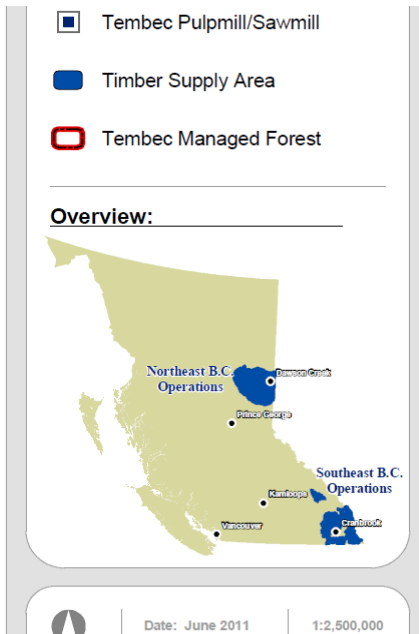 Tembec Pulpmill/Sawmill
Timber Supply Area
Tembec Managed Forest
Overview:
Northeast B.C.
Operations
Dawson Creek
Prince George
Southeast B.C.
Operations
Kamloops
Vancouver
Cranbrook
Date: June 2011
1:2,500,000